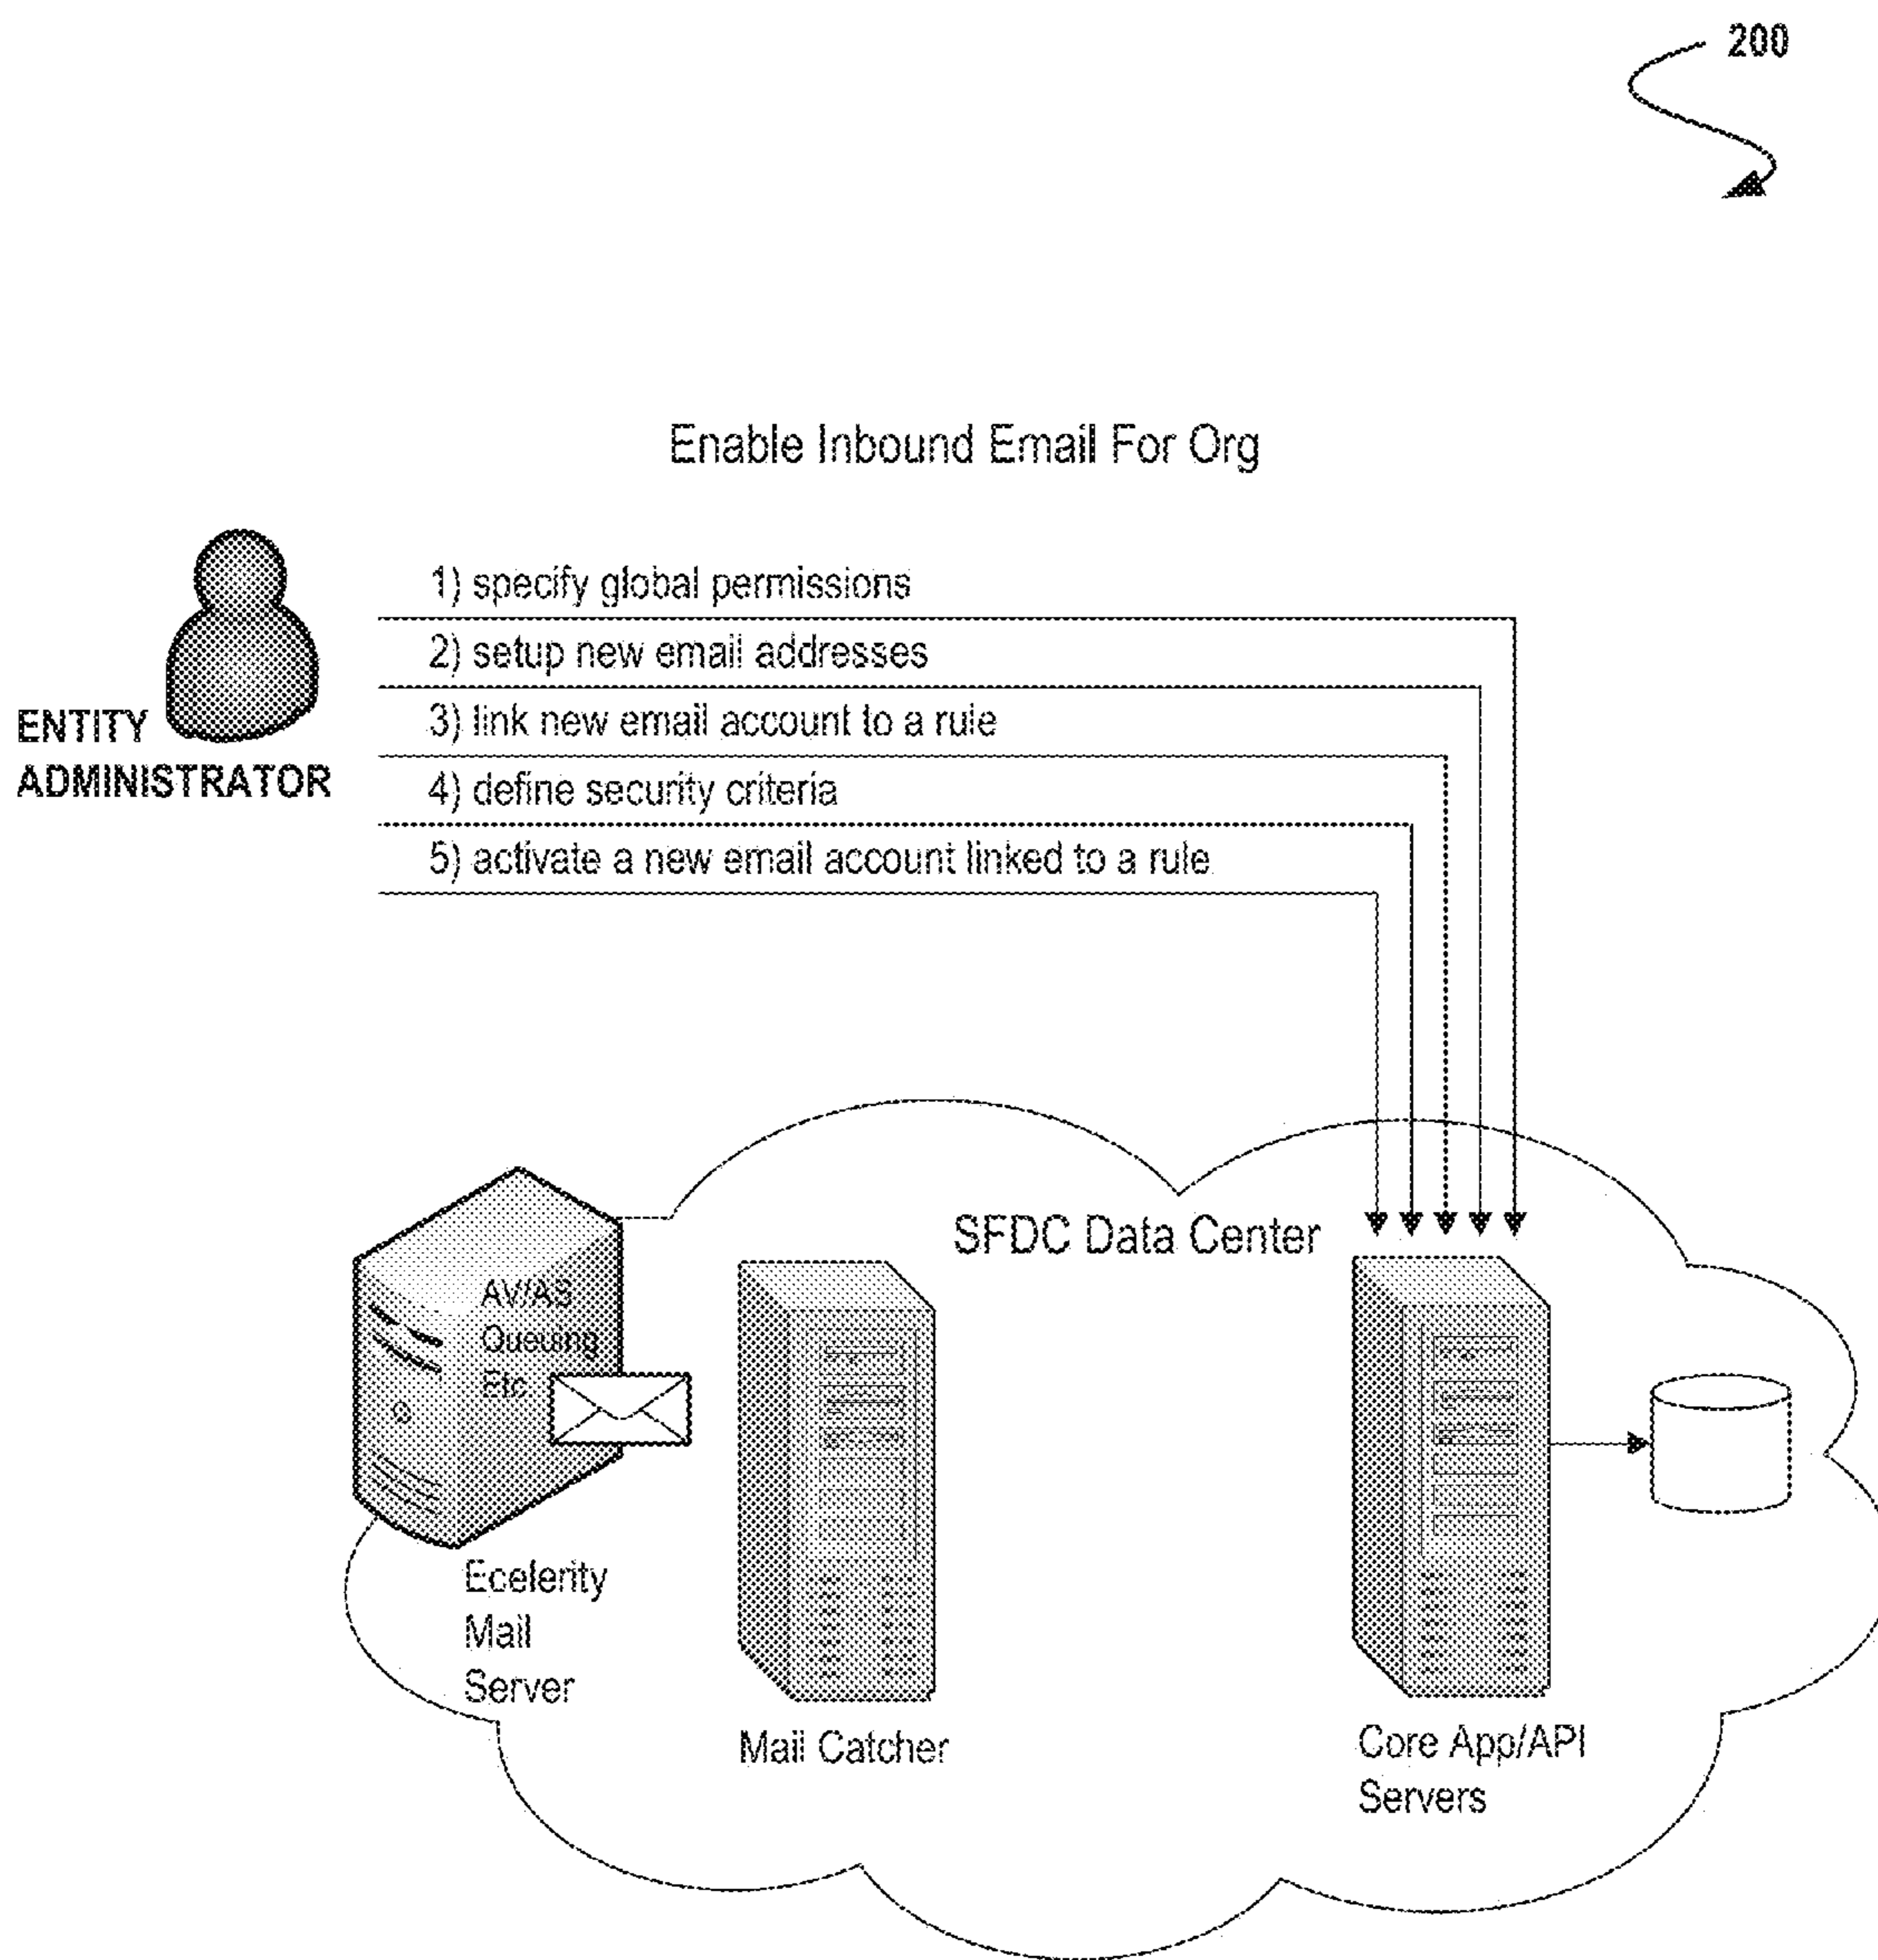 200
Enable Inbound Email For Org
1) specify global permissions
2) setup new email addresses
3) link new email account to a rule
4) define security criteria
5) activate a new email account linked to a rule
ENTITY
ADMINISTRATOR
SFDC Data Center
AV/AS
Queuing
Etc
Ecelerity
Mail
Server
Mail Catcher
Core App/API
Servers